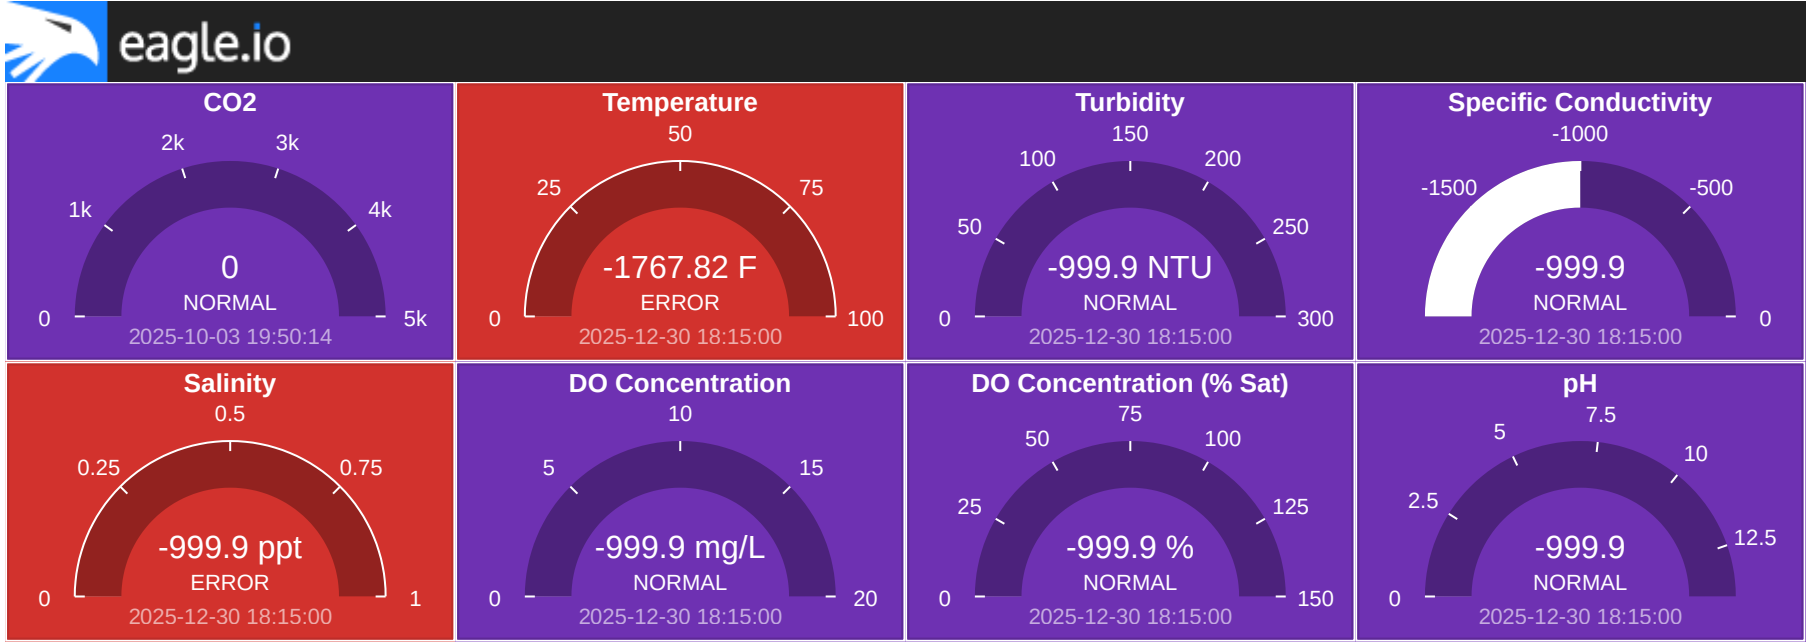 eagle.io
CO2
2k
3k
1k
4k
0
NORMAL
0
5k
2025-10-03 19:50:14
Temperature
50
25
75
-1767.82 F
ERROR
0
100
2025-12-30 18:15:00
Turbidity
150
100
200
50
250
-999.9 NTU
NORMAL
0
300
2025-12-30 18:15:00
Specific Conductivity
-1000
-1500
-500
-999.9
NORMAL
0
2025-12-30 18:15:00
Salinity
0.5
0.25
0.75
-999.9 ppt
ERROR
0
1
2025-12-30 18:15:00
DO Concentration
10
5
15
-999.9 mg/L
NORMAL
0
20
2025-12-30 18:15:00
DO Concentration (% Sat)
75
50
100
25
125
-999.9 %
NORMAL
0
150
2025-12-30 18:15:00
pH
7.5
5
10
2.5
12.5
-999.9
NORMAL
0
2025-12-30 18:15:00